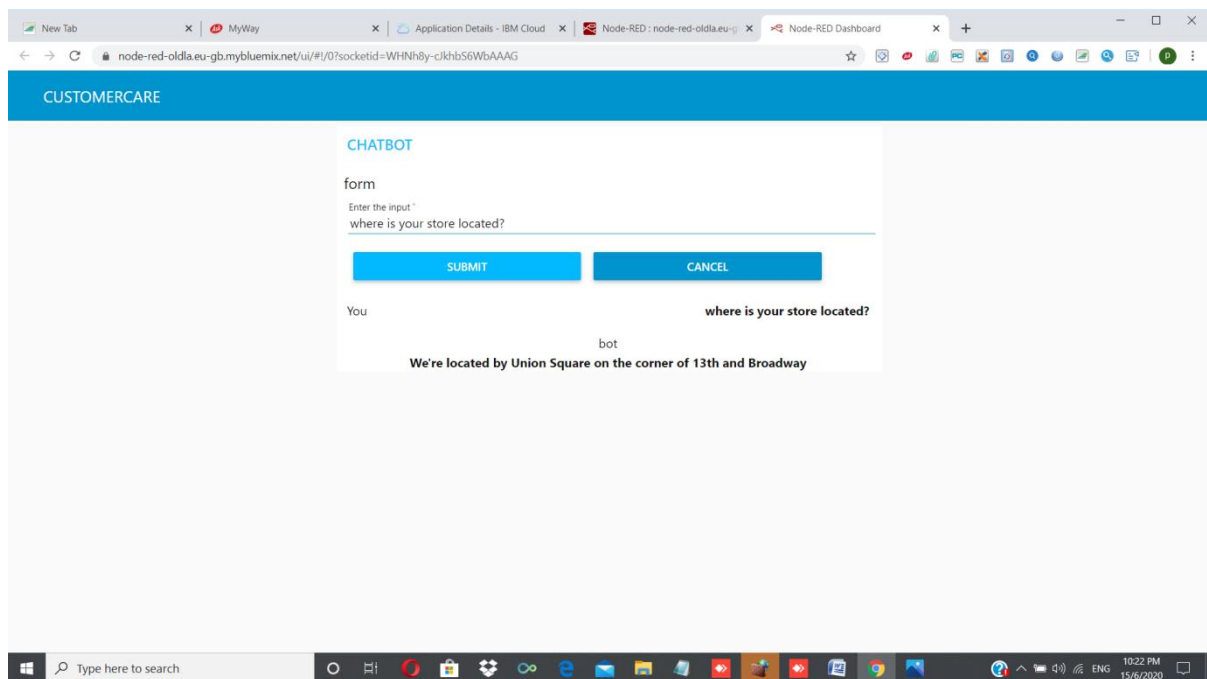 New Tab
MyWay
Application Details - IBM Cloud
Node-RED : node-red-oldla.eu-g
Node-RED Dashboard
node-red-oldla.eu-gb.mybluemix.net/ui/#!/0?socketid=WHNh8y-cJkhbS6WbAAAG
CUSTOMERCARE
CHATBOT
form
Enter the input *
where is your store located?
SUBMIT CANCEL
You where is your store located?
bot
We're located by Union Square on the corner of 13th and Broadway
Type here to search
ENG
10:22 PM
15/6/2020